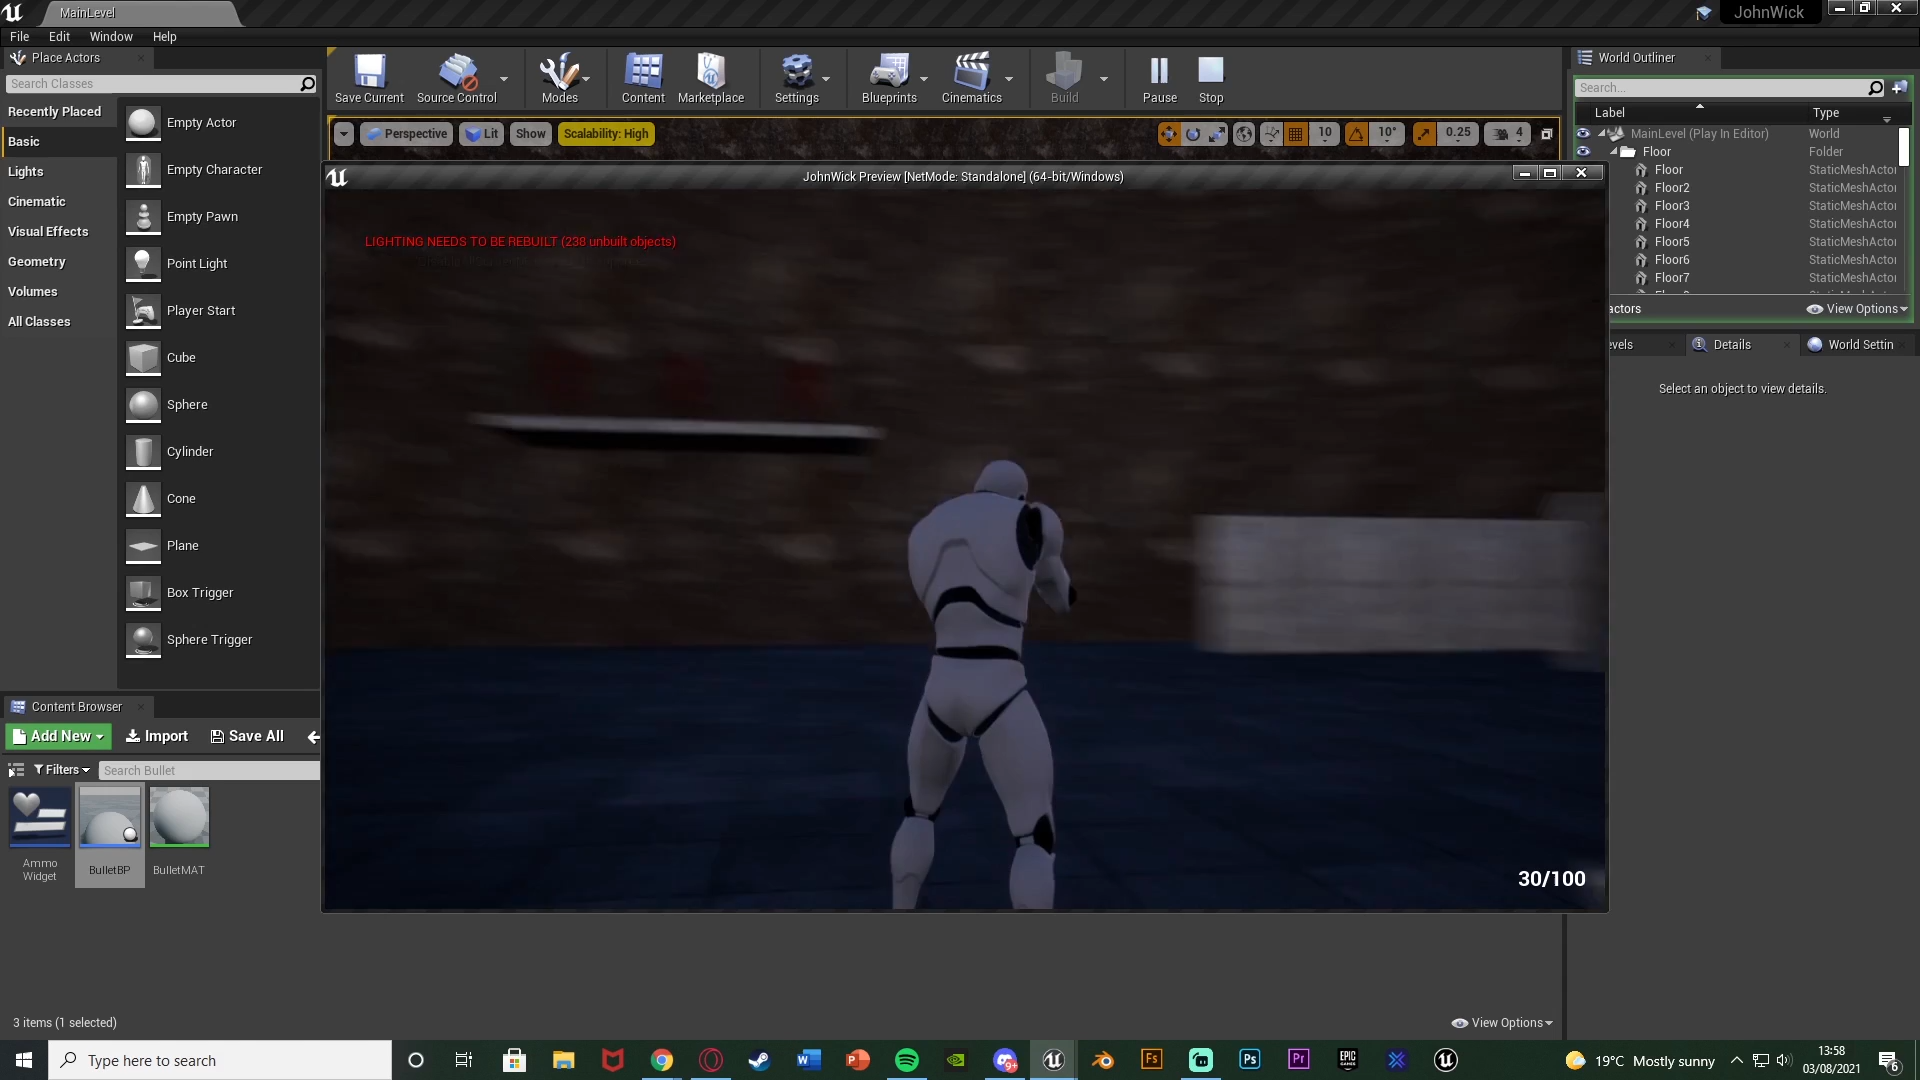 MainLevel
JohnWick
File Edit Window Help
Place Actors
Search Classes
Recently Placed
Basic
Lights
Cinematic
Visual Effects
Geometry
Volumes
All Classes
Empty Actor
Empty Character
Empty Pawn
Point Light
Player Start
Cube
Sphere
Cylinder
Cone
Plane
Box Trigger
Sphere Trigger
Save Current Source Control Modes Content Marketplace Settings Blueprints Cinematics Build Pause Stop
Perspective Lit Show Scalability: High 10 10° 0.25 4
JohnWick Preview [NetMode: Standalone] (64-bit/Windows)
LIGHTING NEEDS TO BE REBUILT (238 unbuilt objects)
30/100
World Outliner
Search...
Label Type
MainLevel (Play In Editor) World
Floor Folder
Floor StaticMeshActor
Floor2 StaticMeshActor
Floor3 StaticMeshActor
Floor4 StaticMeshActor
Floor5 StaticMeshActor
Floor6 StaticMeshActor
Floor7 StaticMeshActor
actors View Options
evels Details World Settin
Select an object to view details.
Content Browser
Add New Import Save All
Filters Search Bullet
Ammo
Widget
BulletBP
BulletMAT
3 items (1 selected) View Options
Type here to search
9+
Fs Ps Pr
EPIC
GAMES
19°C Mostly sunny
13:58
03/08/2021
6